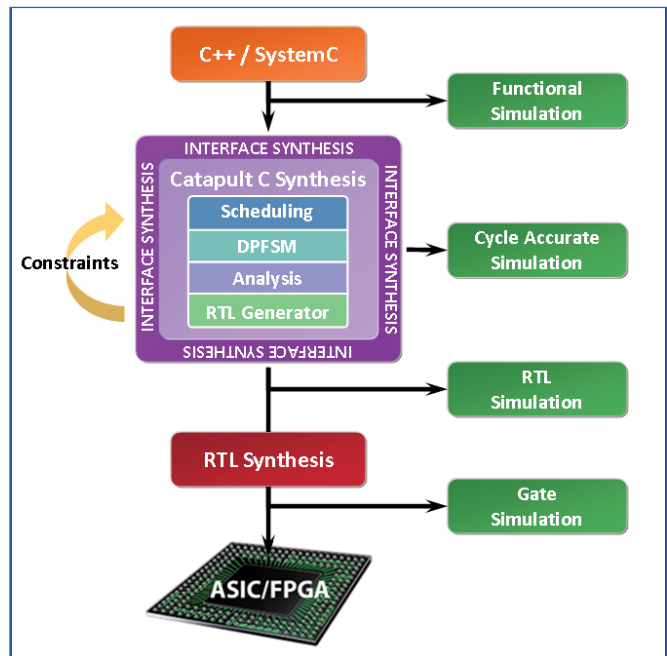 C++ / SystemC
Functional
Simulation
INTERFACE SYNTHESIS
INTERFACE SYNTHESIS
Catapult C Synthesis
INTERFACE SYNTHESIS
Scheduling
DPFSM
Analysis
RTL Generator
INTERFACE SYNTHESIS
Constraints
Cycle Accurate
Simulation
RTL
Simulation
RTL Synthesis
Gate
Simulation
ASIC/FPGA